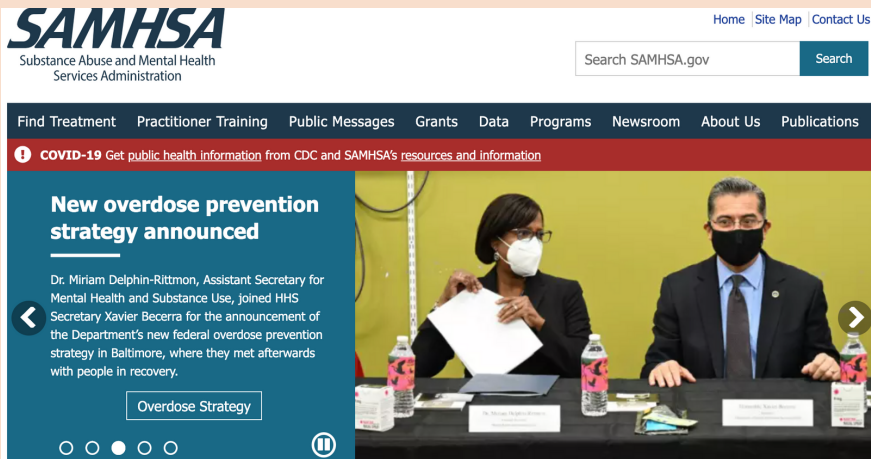 SAMHSA
Substance Abuse and Mental Health
Services Administration
Home Site Map Contact Us
Search SAMHSA.gov
Search
Find Treatment Practitioner Training Public Messages Grants Data Programs Newsroom About Us Publications
COVID-19 Get public health information from CDC and SAMHSA's resources and information
New overdose prevention
strategy announced
Dr. Miriam Delphin-Rittmon, Assistant Secretary for
Mental Health and Substance Use, joined HHS
Secretary Xavier Becerra for the announcement of
the Department's new federal overdose prevention
strategy in Baltimore, where they met afterwards
with people in recovery.
Overdose Strategy